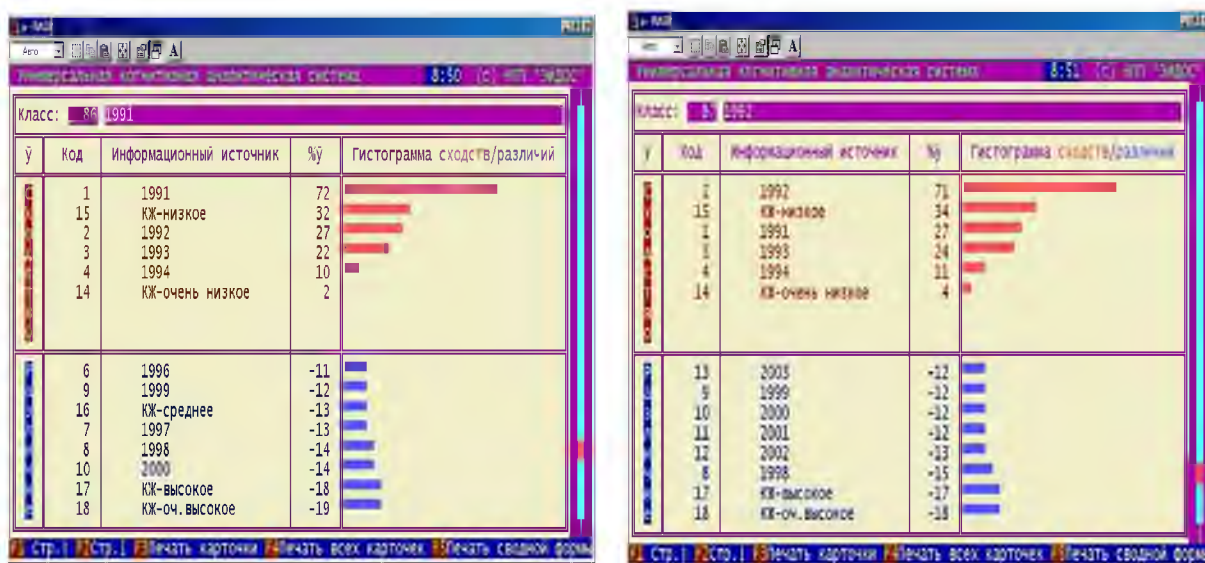 Авто
A
Универсальная когнитивная аналитическая система
8:50 (c) НПП "ЭЙДОС"
Класс: 86 1991
ÿ Код Информационный источник %ÿ Гистограмма сходств/различий
1 1991 72
15 КЖ-низкое 32
2 1992 27
3 1993 22
4 1994 10
14 КЖ-очень низкое 2
6 1996 -11
9 1999 -12
16 КЖ-среднее -13
7 1997 -13
8 1998 -14
10 2000 -14
17 КЖ-высокое -18
18 КЖ-оч.высокое -19
Стр.↑ Стр.↓ Печать карточки Печать всех карточек Печать сводной формы
A
Универсальная когнитивная аналитическая система
8:51 (c) НПП "ЭЙДОС"
Класс: 1992
Код Информационный источник %ÿ Гистограмма сходств/различий
2 1992 71
15 КЖ-низкое 34
1 1991 27
3 1993 24
4 1994 11
14 КЖ-очень низкое 4
13 2003 -12
9 1999 -12
10 2000 -12
11 2001 -12
12 2002 -13
8 1998 -15
17 КЖ-высокое -17
18 КЖ-оч.высокое -18
Стр.↑ Стр.↓ Печать карточки Печать всех карточек Печать сводной формы